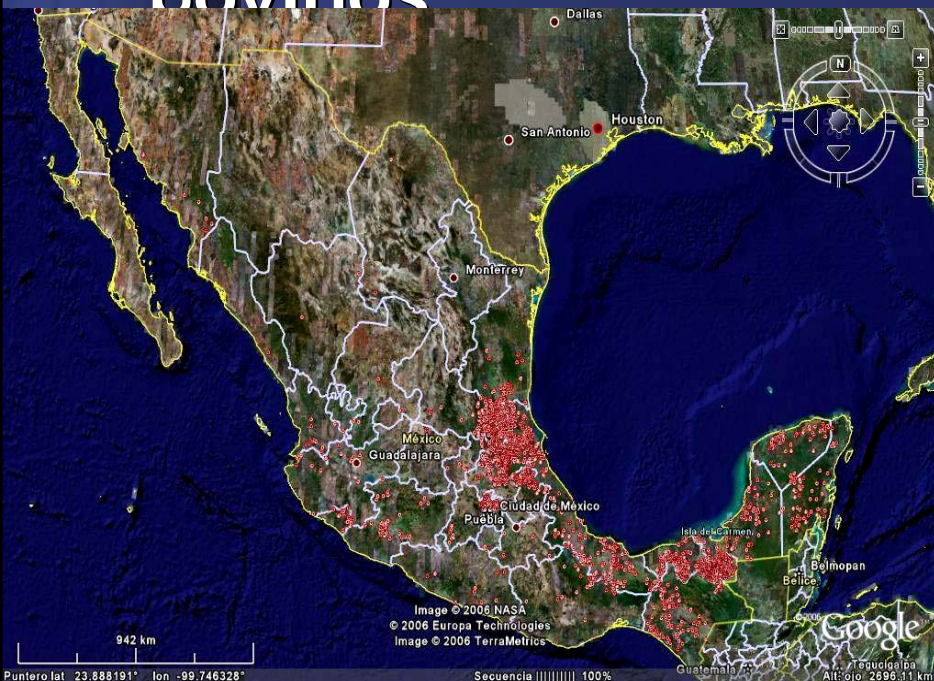 bovinos
Dallas
N
San Antonio
Houston
Monterrey
México
Guadalajara
Ciudad de México
Puebla
Isla del Carmen
Belmopan
Belice
Image © 2006 NASA
© 2006 Europa Technologies
Image © 2006 TerraMetrics
© 2006
Google
942 km
Guatemala
Tegucigalpa
Puntero lat 23.888191° lon -99.746328°
Secuencia |||||||||| 100%
Alt. ojo 2696.11 km